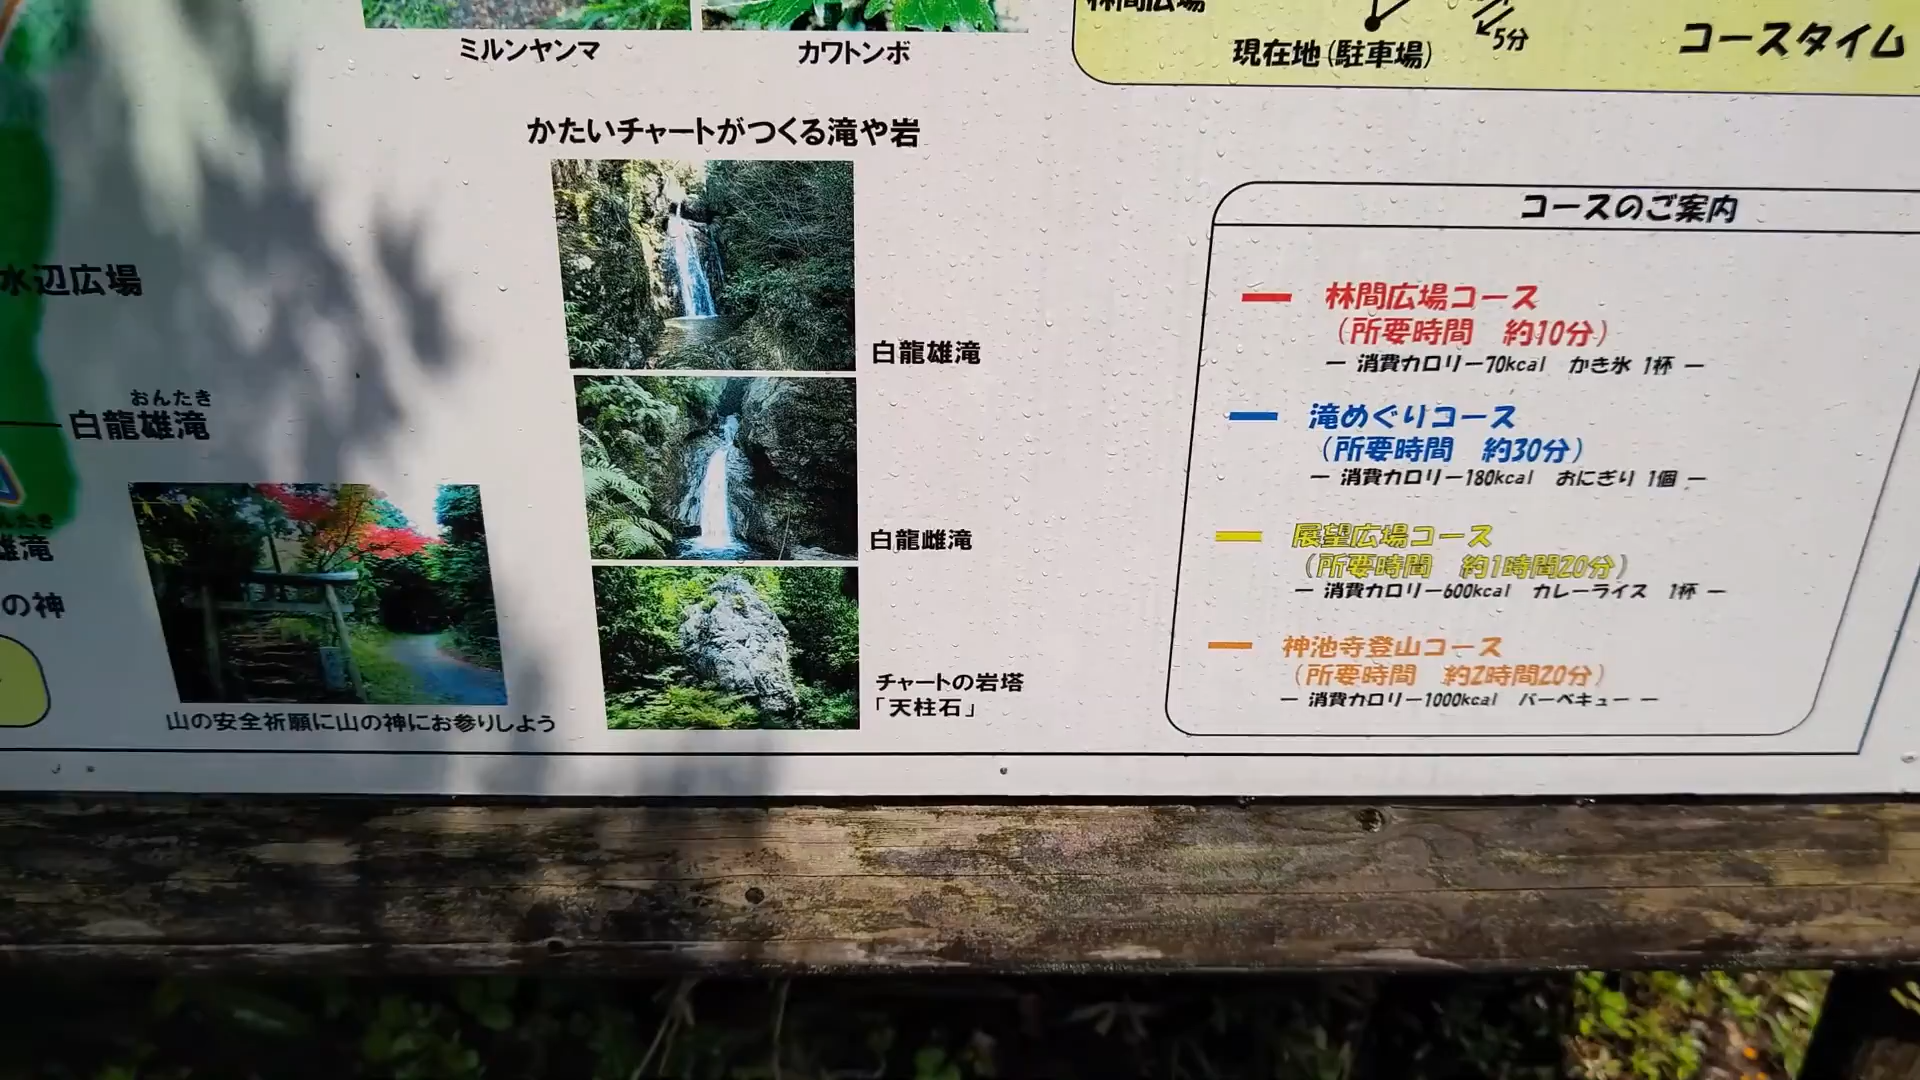 ミルンヤンマ
カワトンボ
林間広場
現在地(駐車場)
5分
コースタイム
かたいチャートがつくる滝や岩
水辺広場
おんたき
白龍雄滝
白龍雄滝
白龍雌滝
チャートの岩塔
「天柱石」
の神
山の安全祈願に山の神にお参りしよう
コースのご案内
林間広場コース
(所要時間 約10分)
― 消費カロリー70kcal かき氷 1杯 ―
滝めぐりコース
(所要時間 約30分)
― 消費カロリー180kcal おにぎり 1個 ―
展望広場コース
(所要時間 約1時間20分)
― 消費カロリー600kcal カレーライス 1杯 ―
神池寺登山コース
(所要時間 約2時間20分)
― 消費カロリー1000kcal バーベキュー ―